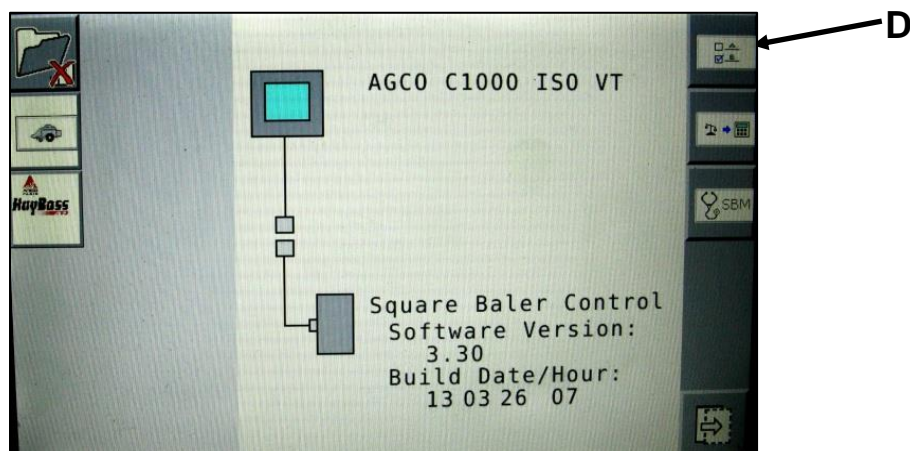 D
AGCO C1000 ISO VT
HayBoss
SBM
Square Baler Control
Software Version:
3.30
Build Date/Hour:
13 03 26 07